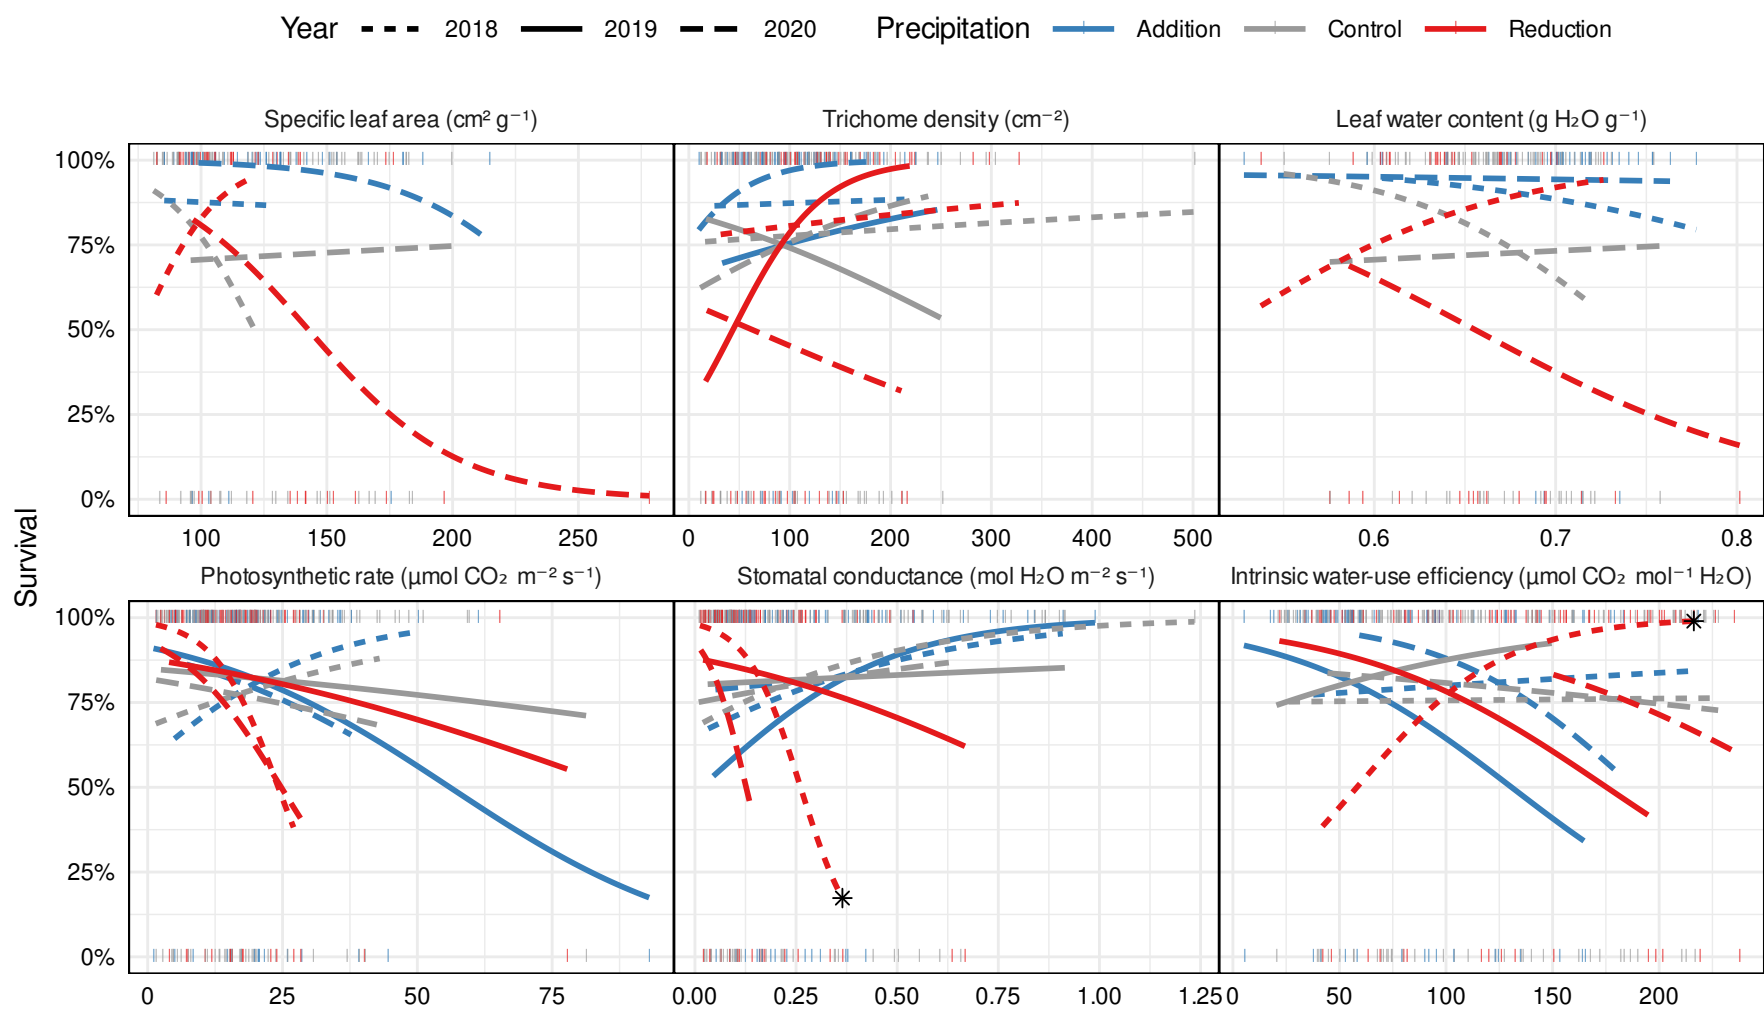 Year 2018 2019 2020 Precipitation Addition Control Reduction
Specific leaf area (cm² g⁻¹) Trichome density (cm⁻²) Leaf water content (g H₂O g⁻¹)
100%
75%
50%
25%
0%
100 150 200 250 0 100 200 300 400 500 0.6 0.7 0.8
Survival
Photosynthetic rate (µmol CO₂ m⁻² s⁻¹) Stomatal conductance (mol H₂O m⁻² s⁻¹) Intrinsic water-use efficiency (µmol CO₂ mol⁻¹ H₂O)
100%
75%
50%
25%
0%
0 25 50 75 0.00 0.25 0.50 0.75 1.00 1.25 0 50 100 150 200